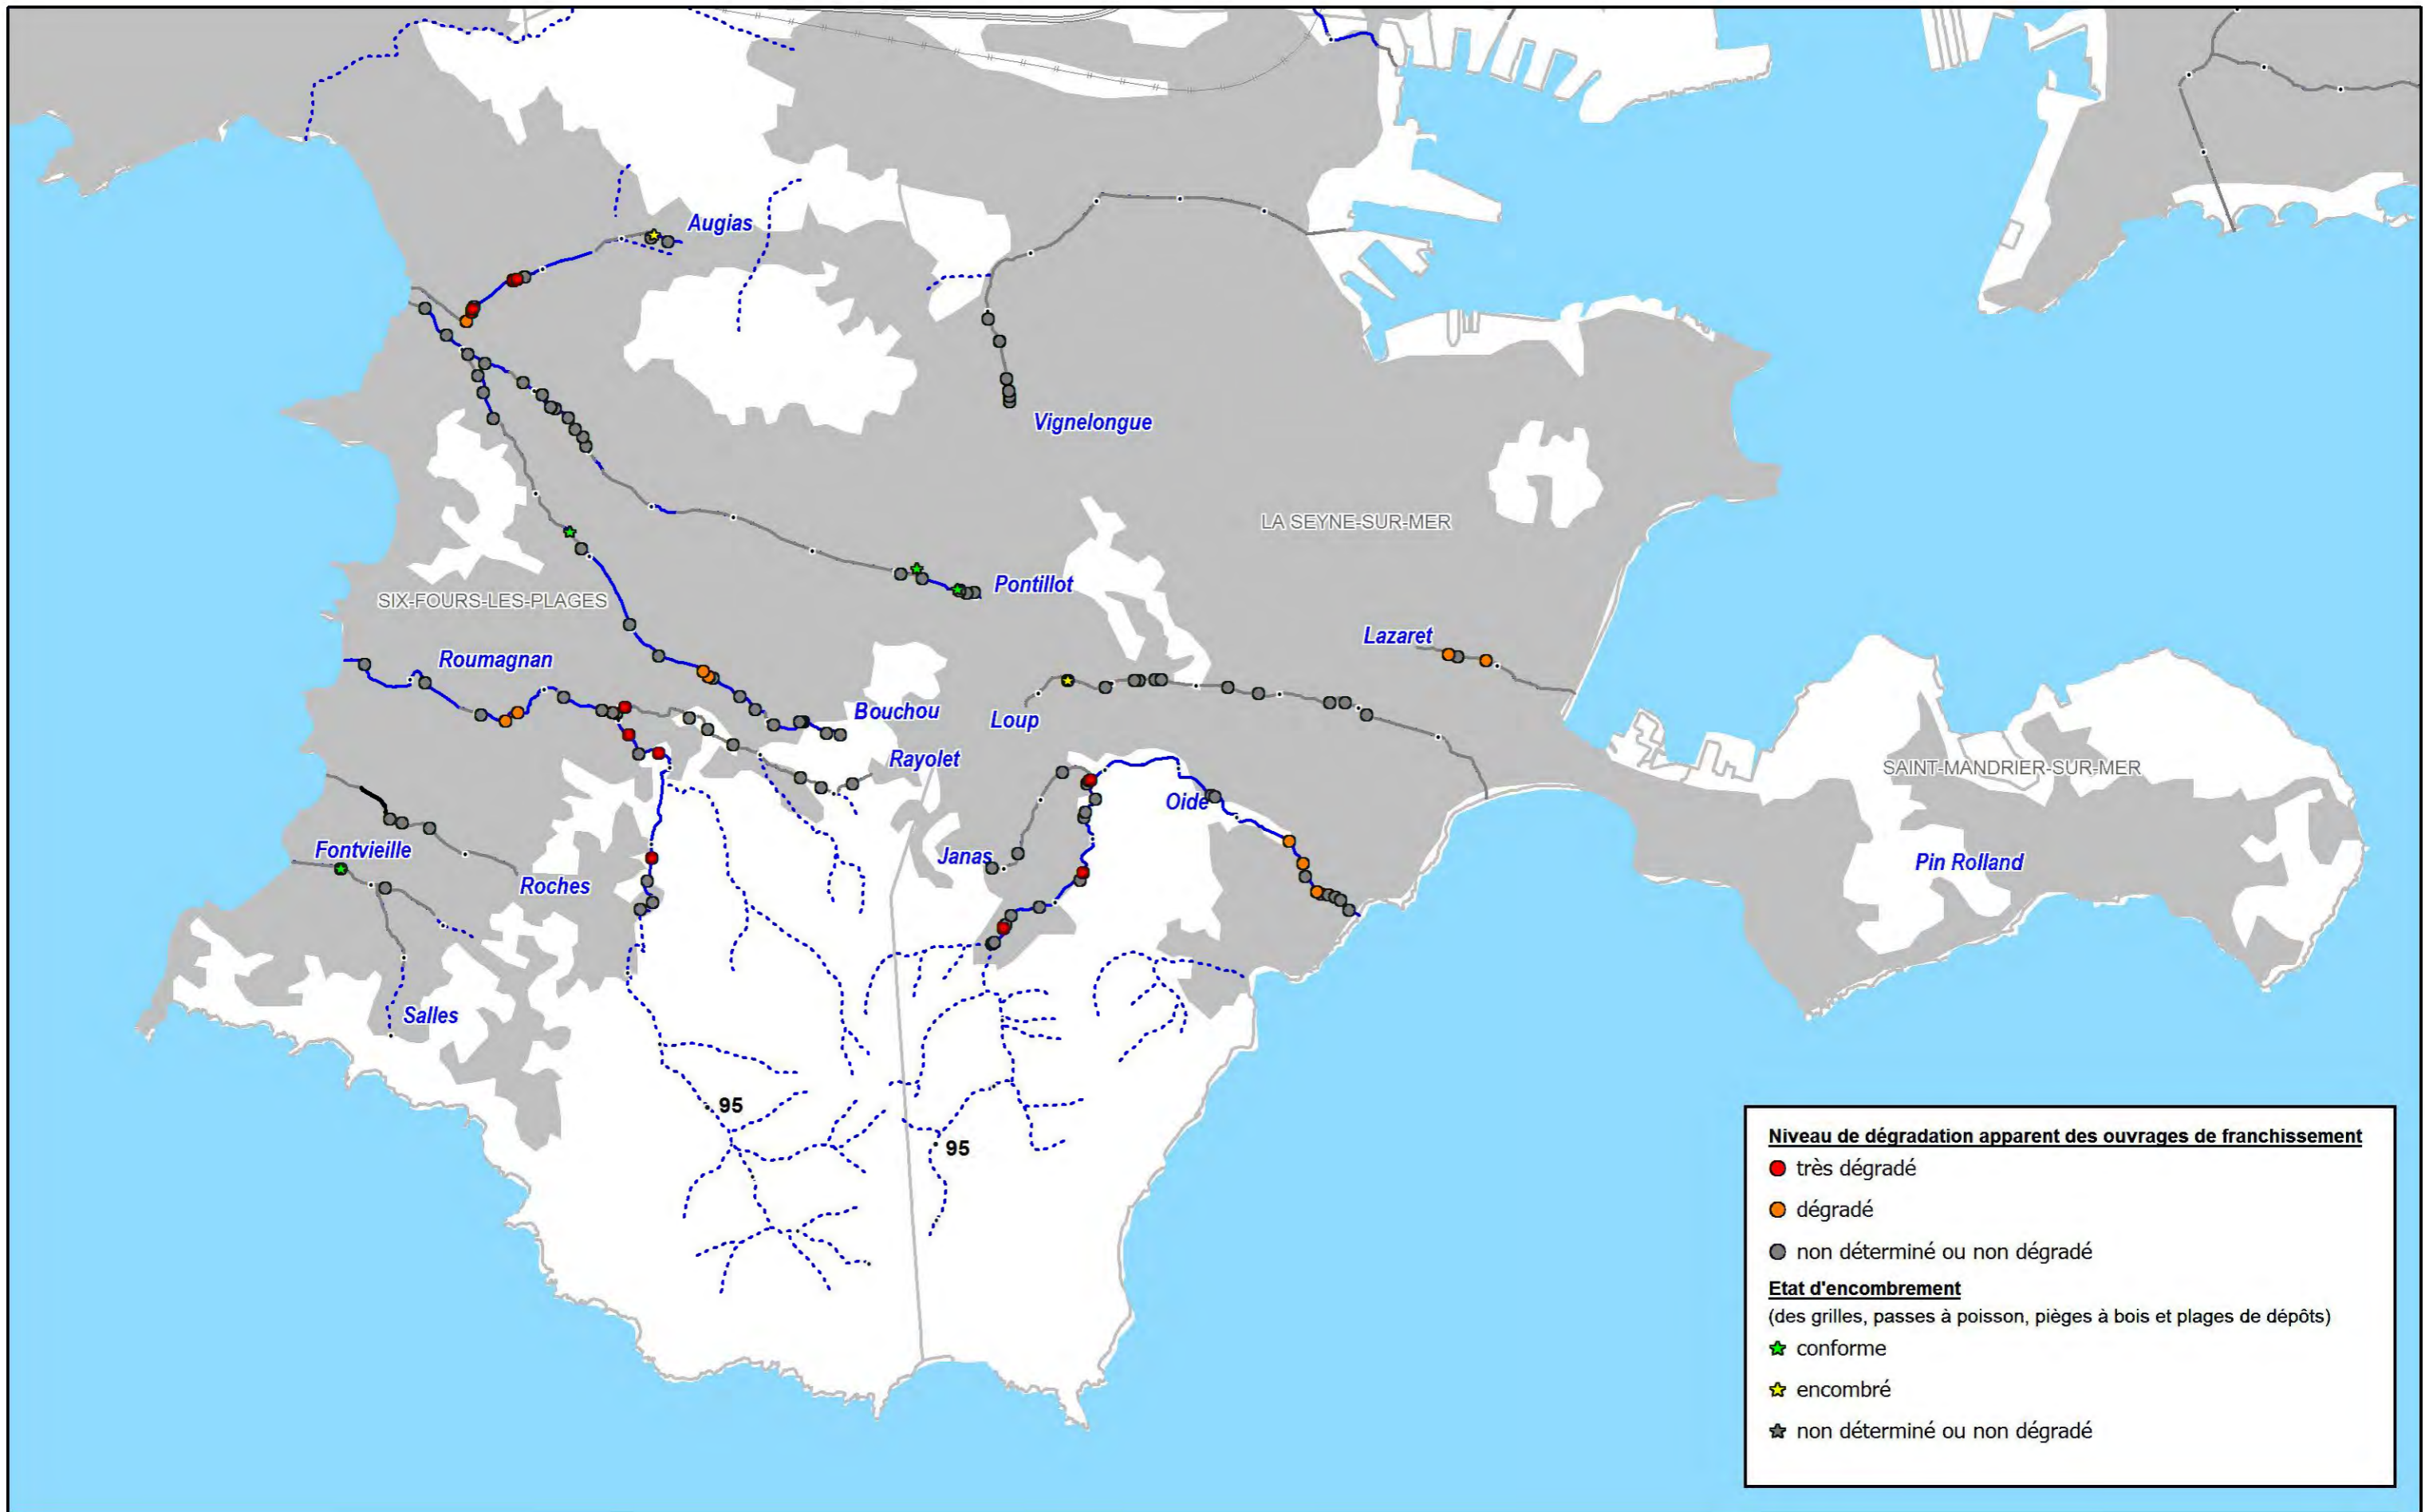 Augias
Vignelongue
LA SEYNE-SUR-MER
Pontillot
SIX-FOURS-LES-PLAGES
Lazaret
Roumagnan
Bouchou
Loup
Rayolet
SAINT-MANDRIER-SUR-MER
Oide
Fontvieille
Janas
Pin Rolland
Roches
Salles
95
95
Niveau de dégradation apparent des ouvrages de franchissement
très dégradé
dégradé
non déterminé ou non dégradé
Etat d'encombrement
(des grilles, passes à poisson, pièges à bois et plages de dépôts)
conforme
encombré
non déterminé ou non dégradé